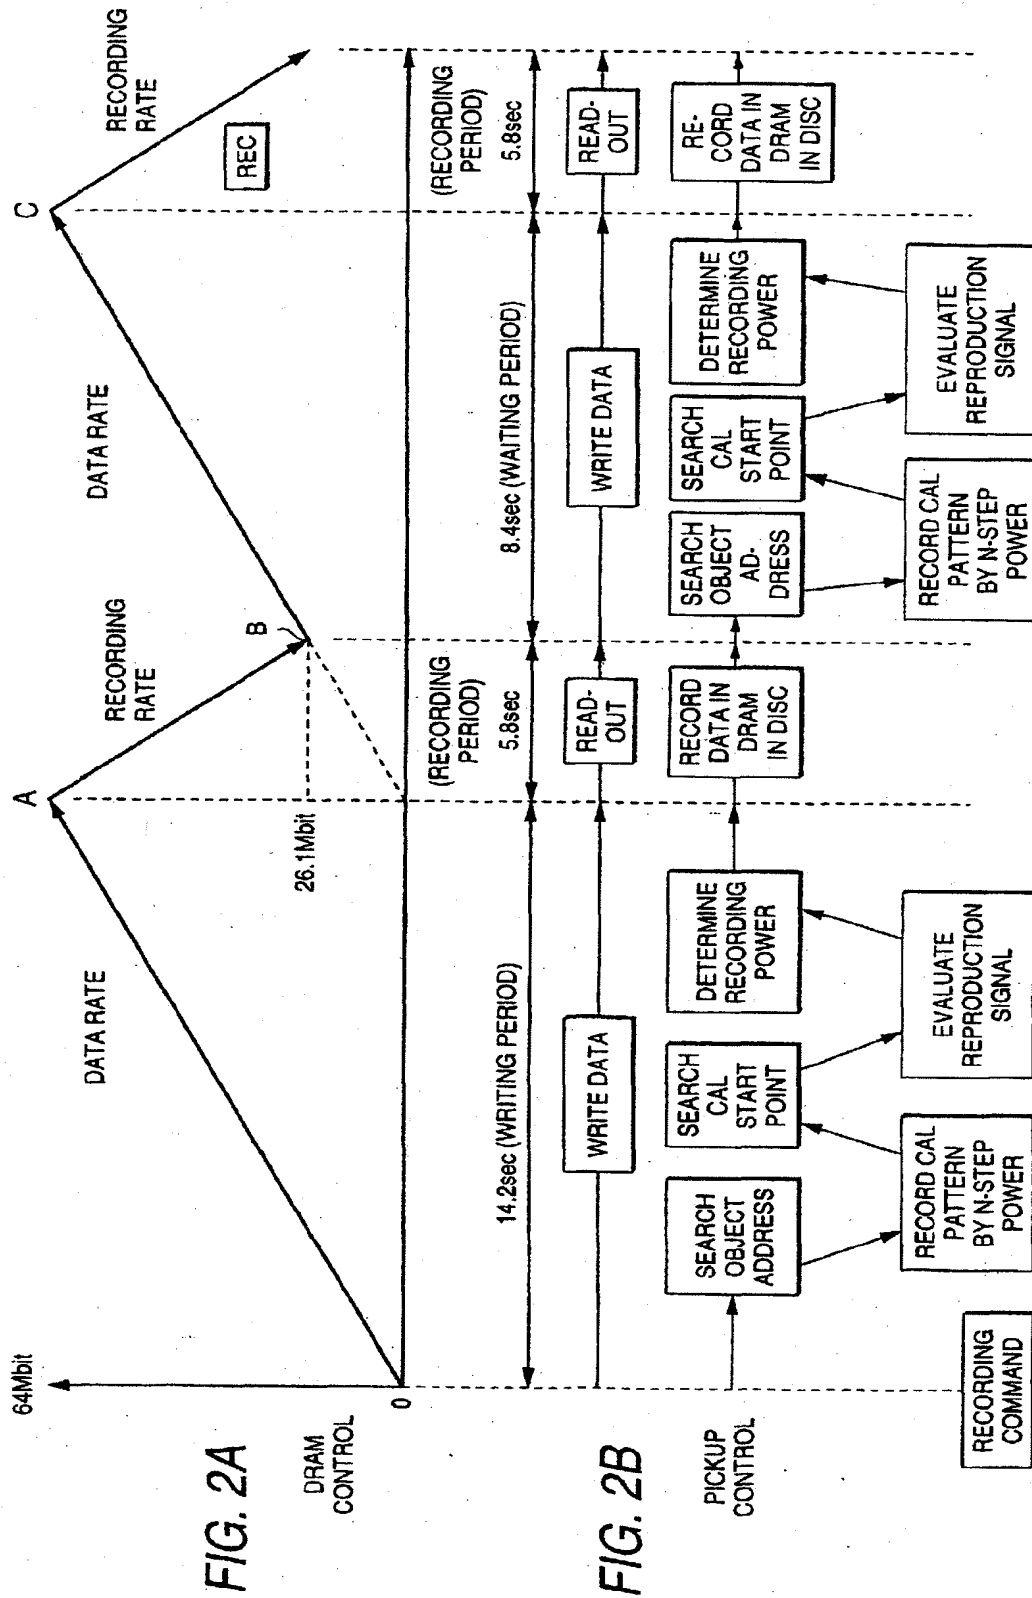 FIG. 2A
64Mbit
DRAM
CONTROL
0
DATA RATE
A
RECORDING
RATE
26.1Mbit
B
DATA RATE
C
RECORDING
RATE
REC
14.2sec (WRITING PERIOD)
(RECORDING
PERIOD)
5.8sec
8.4sec (WAITING PERIOD)
(RECORDING
PERIOD)
5.8sec
FIG. 2B
WRITE DATA
READ-
OUT
WRITE DATA
READ-
OUT
PICKUP
CONTROL
SEARCH
OBJECT
ADDRESS
SEARCH
CAL
START
POINT
DETERMINE
RECORDING
POWER
RECORD
DATA IN
DRAM
IN DISC
SEARCH
OBJECT
AD-
DRESS
SEARCH
CAL
START
POINT
DETERMINE
RECORDING
POWER
RE-
CORD
DATA IN
DRAM
IN DISC
RECORDING
COMMAND
RECORD CAL
PATTERN
BY N-STEP
POWER
EVALUATE
REPRODUCTION
SIGNAL
RECORD CAL
PATTERN
BY N-STEP
POWER
EVALUATE
REPRODUCTION
SIGNAL